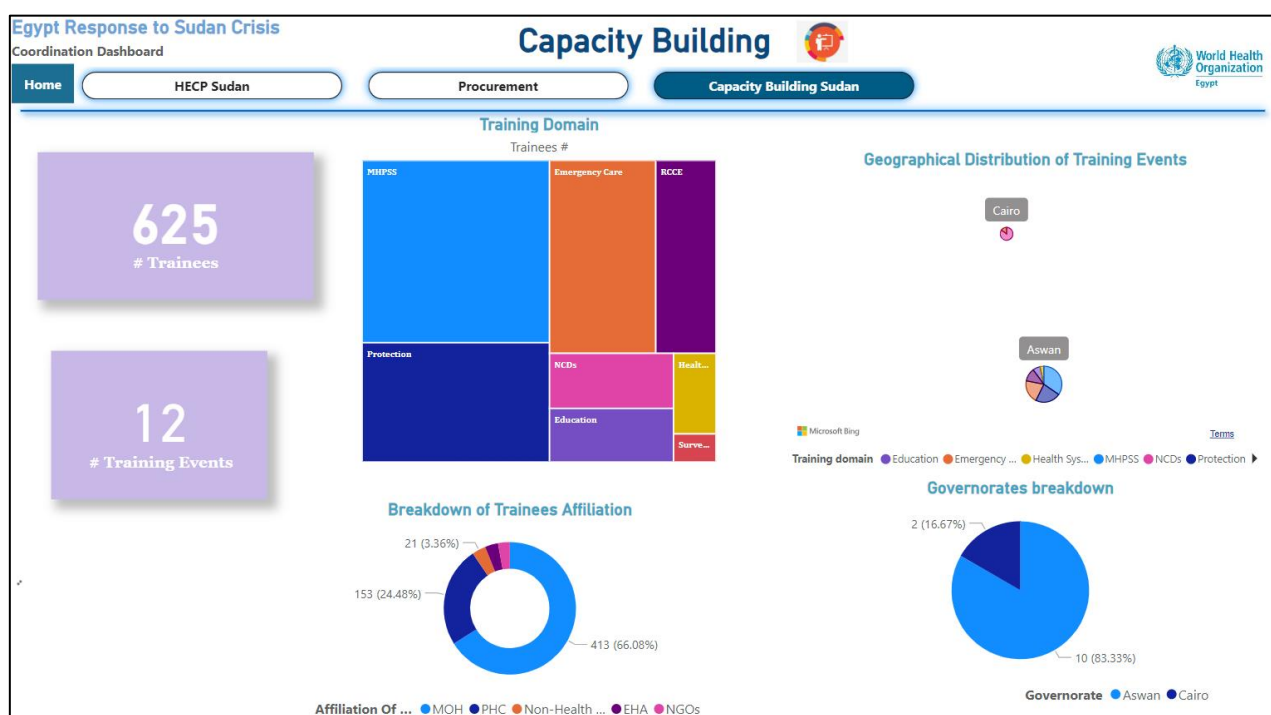 Egypt Response to Sudan Crisis
Coordination Dashboard
Capacity Building
World Health
Organization
Egypt
Home
HECP Sudan
Procurement
Capacity Building Sudan
625
# Trainees
12
# Training Events
Training Domain
Trainees #
MHPSS
Emergency Care
RCCE
Protection
NCDs
Healt...
Education
Surve...
Geographical Distribution of Training Events
Cairo
Aswan
Microsoft Bing
Terms
Training domain Education Emergency ... Health Sys... MHPSS NCDs Protection
Breakdown of Trainees Affiliation
21 (3.36%)
153 (24.48%)
413 (66.08%)
Affiliation Of ... MOH PHC Non-Health ... EHA NGOs
Governorates breakdown
2 (16.67%)
10 (83.33%)
Governorate Aswan Cairo